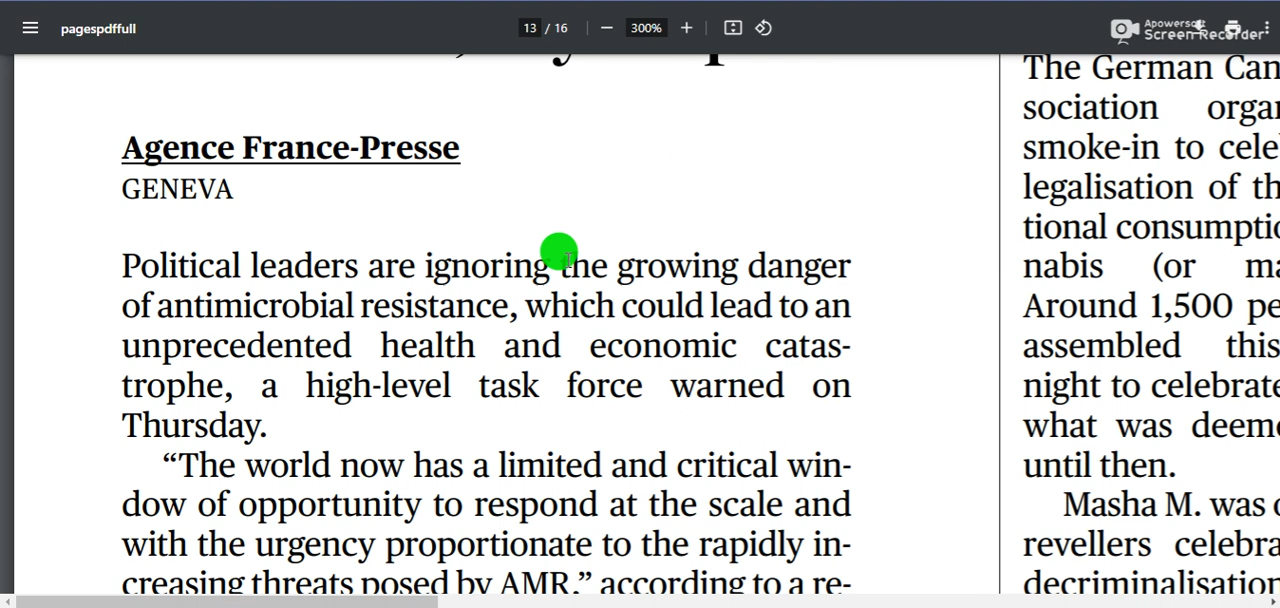 pagespdffull
13 / 16
300%
Apowersoft
Screen Recorder
Agence France-Presse
GENEVA
Political leaders are ignoring the growing danger
of antimicrobial resistance, which could lead to an
unprecedented health and economic catas-
trophe, a high-level task force warned on
Thursday.
“The world now has a limited and critical win-
dow of opportunity to respond at the scale and
with the urgency proportionate to the rapidly in-
creasing threats posed by AMR,” according to a re-
The German Can
sociation orga
smoke-in to cele
legalisation of th
tional consumptio
nabis (or ma
Around 1,500 pe
assembled this
night to celebrate
what was deeme
until then.
Masha M. was o
revellers celebra
decriminalisation